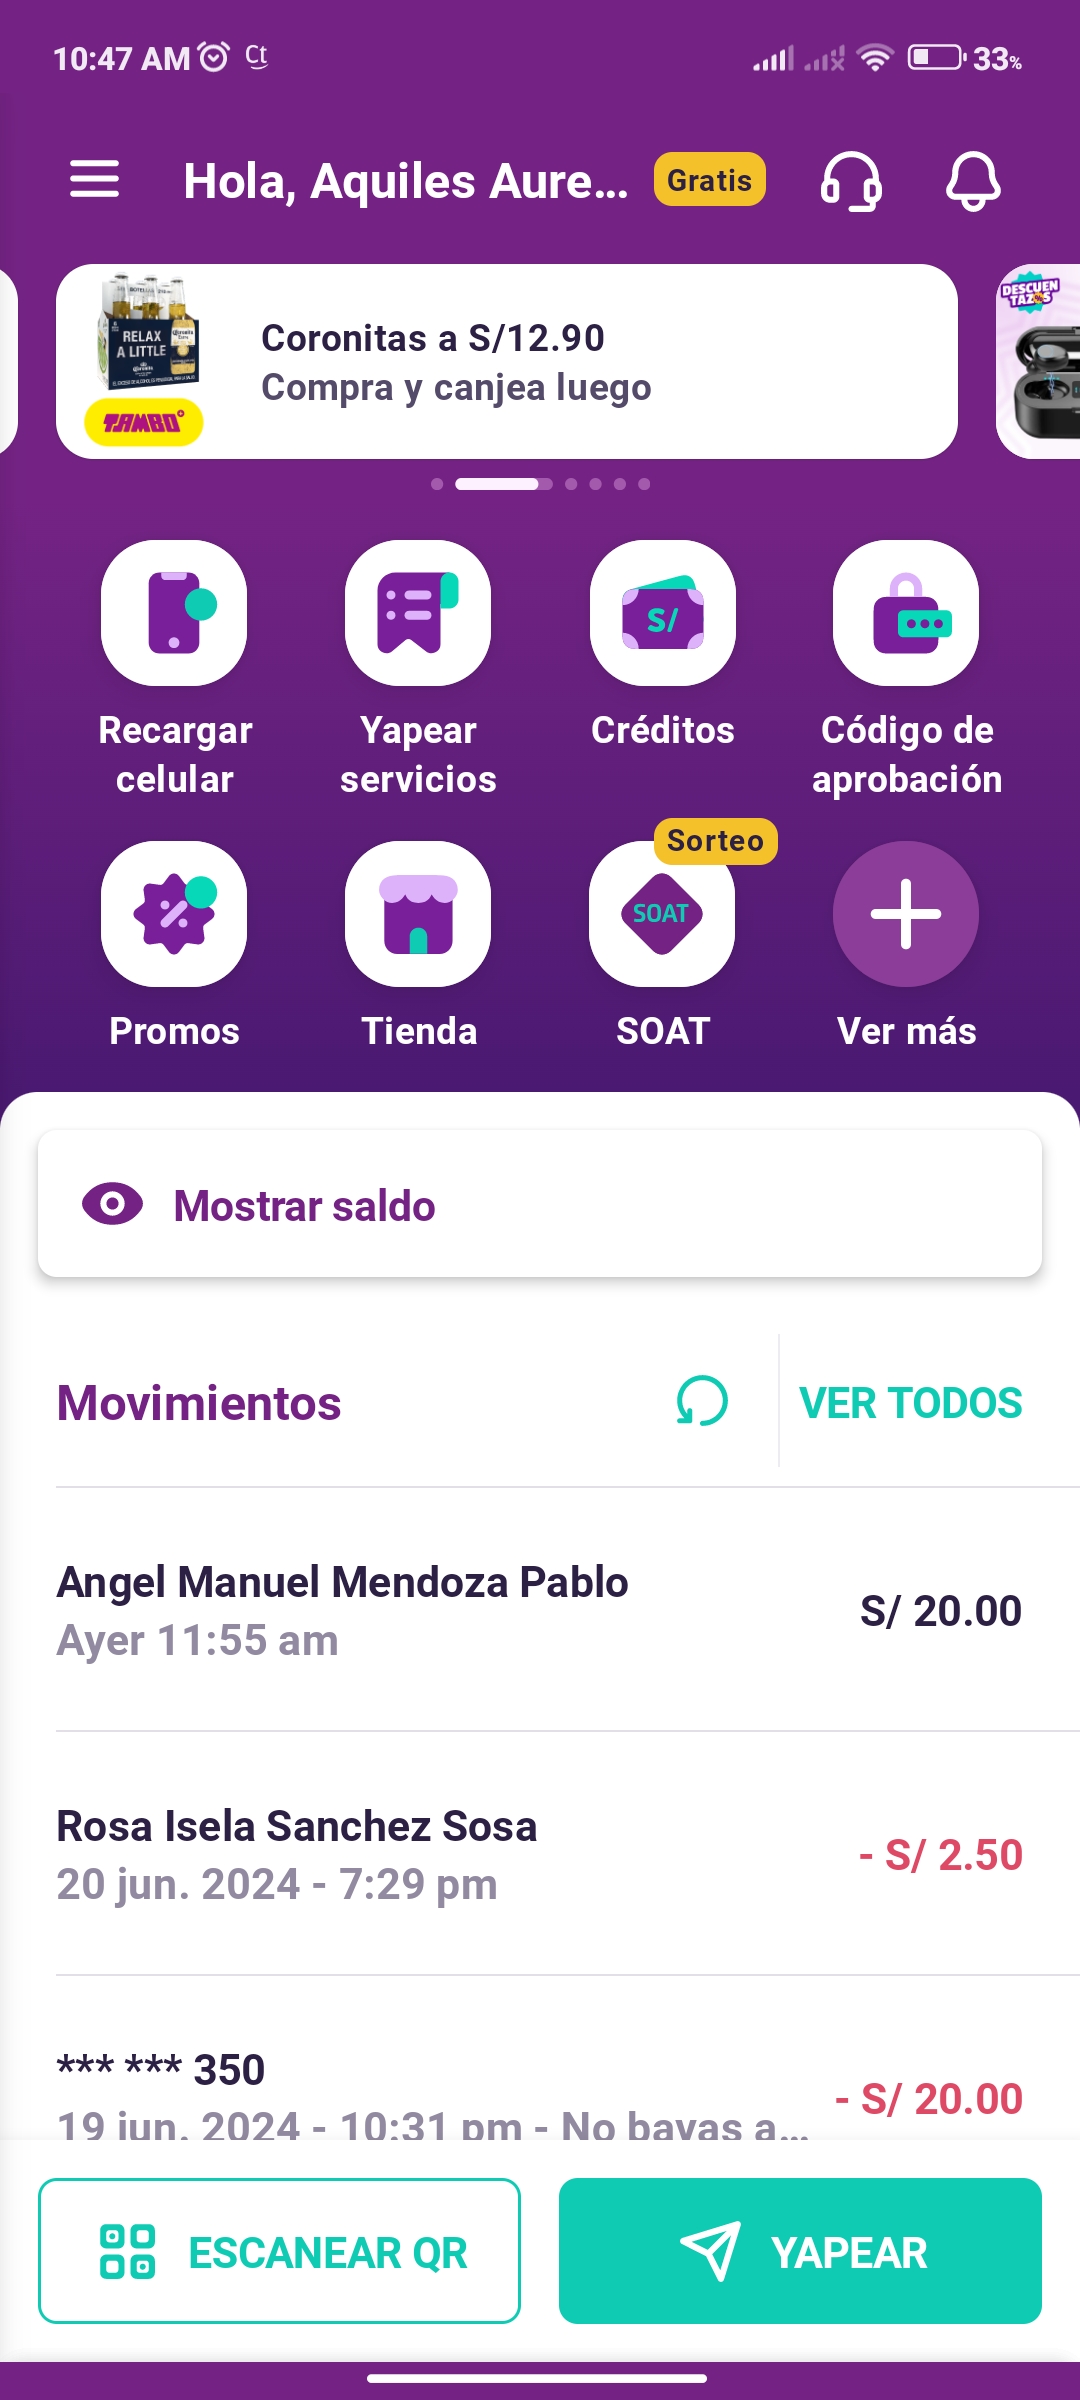 10:47 AM Ct 33%
Hola, Aquiles Aure... Gratis
RELAX
A LITTLE
TAMBO
Coronitas a S/12.90
Compra y canjea luego
DESCUEN
TAZOS
S/
Recargar celular
Yapear servicios
Créditos
Código de aprobación
Sorteo
SOAT
Promos
Tienda
SOAT
Ver más
Mostrar saldo
Movimientos
VER TODOS
Angel Manuel Mendoza Pablo
Ayer 11:55 am
S/ 20.00
Rosa Isela Sanchez Sosa
20 jun. 2024 - 7:29 pm
- S/ 2.50
*** *** 350
19 jun. 2024 - 10:31 pm - No bayas a...
- S/ 20.00
ESCANEAR QR
YAPEAR